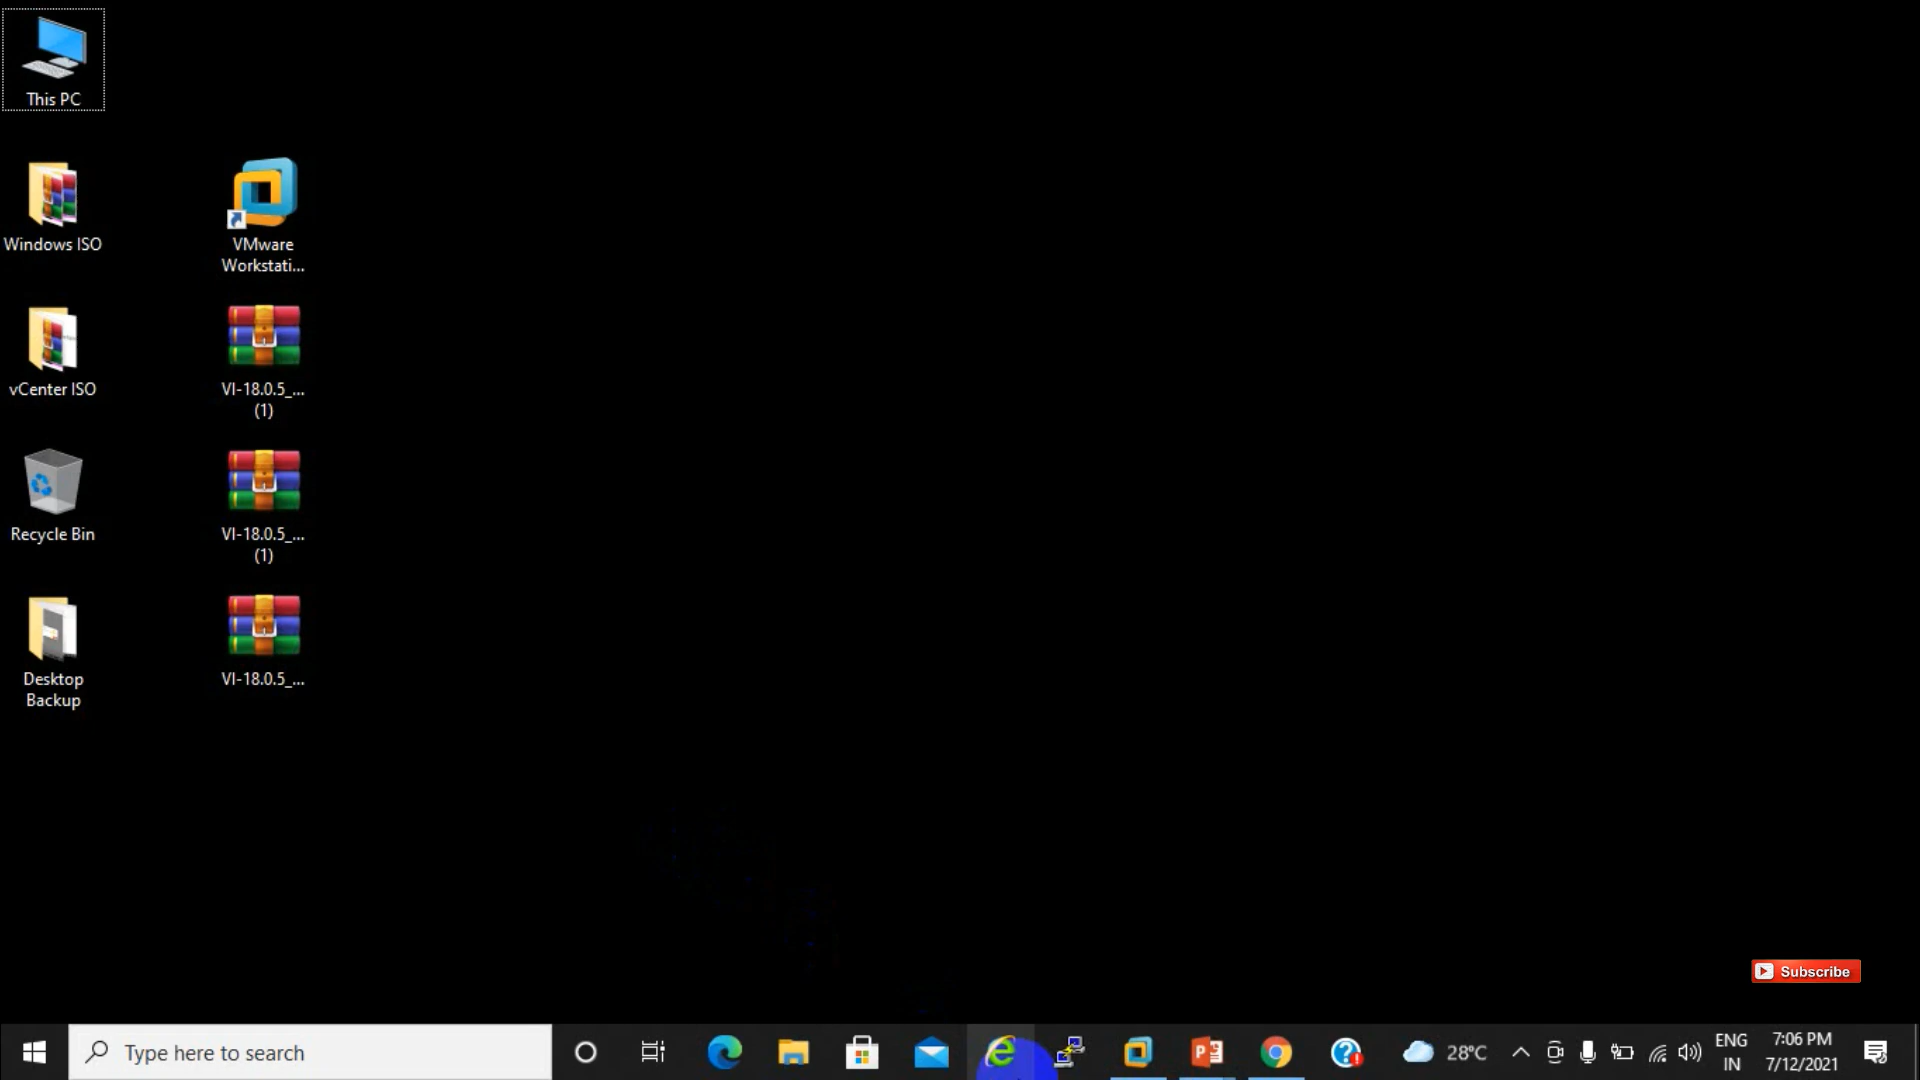 This PC
Windows ISO
VMware
Workstati...
vCenter ISO
VI-18.0.5_...
(1)
Recycle Bin
VI-18.0.5_...
(1)
Desktop
Backup
VI-18.0.5_...
Subscribe
Type here to search
28°C
ENG
IN
7:06 PM
7/12/2021